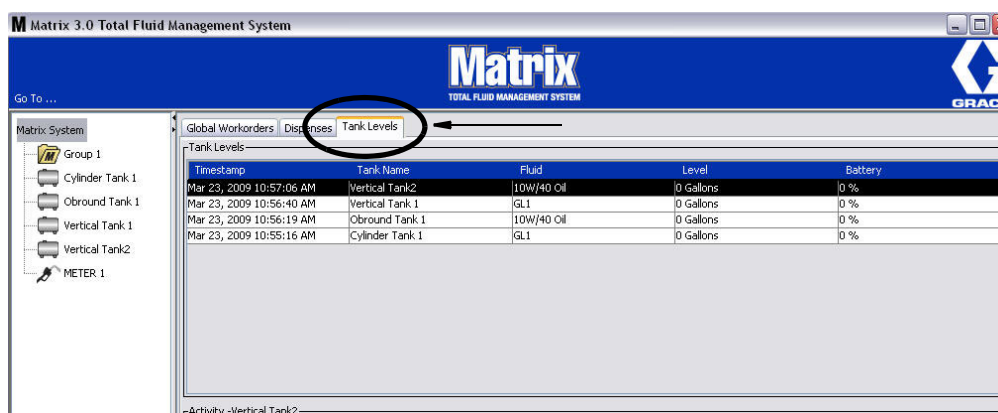 Matrix 3.0 Total Fluid Management System
Matrix
TOTAL FLUID MANAGEMENT SYSTEM
Go To ...
GRAC
Matrix System
Group 1
Cylinder Tank 1
Obround Tank 1
Vertical Tank 1
Vertical Tank2
METER 1
Global Workorders Dispenses Tank Levels
Tank Levels
Timestamp Tank Name Fluid Level Battery
Mar 23, 2009 10:57:06 AM Vertical Tank2 10W/40 Oil 0 Gallons 0 %
Mar 23, 2009 10:56:40 AM Vertical Tank 1 GL1 0 Gallons 0 %
Mar 23, 2009 10:56:19 AM Obround Tank 1 10W/40 Oil 0 Gallons 0 %
Mar 23, 2009 10:55:16 AM Cylinder Tank 1 GL1 0 Gallons 0 %
Activity -Vertical Tank2